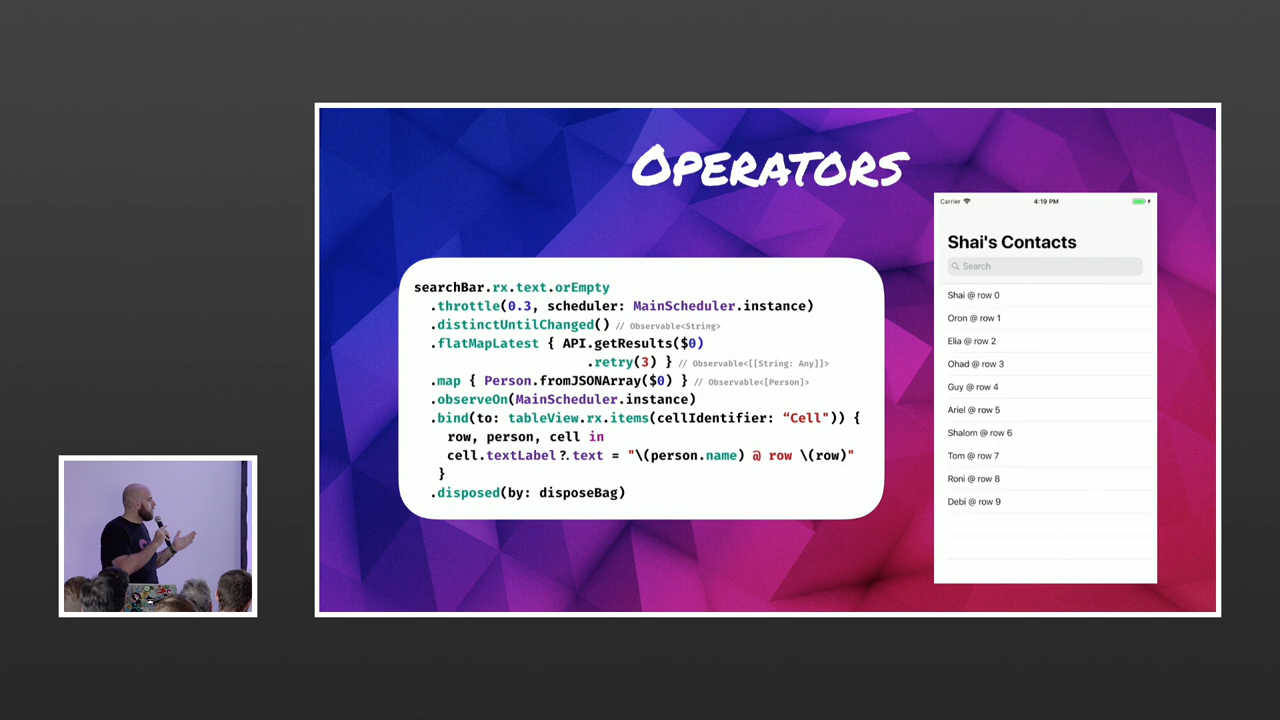 OPERATORS
searchBar.rx.text.orEmpty
.throttle(0.3, scheduler: MainScheduler.instance)
.distinctUntilChanged() // Observable<String>
.flatMapLatest { API.getResults($0)
.retry(3) } // Observable<[[String: Any]]>
.map { Person.fromJSONArray($0) } // Observable<[Person]>
.observeOn(MainScheduler.instance)
.bind(to: tableView.rx.items(cellIdentifier: “Cell")) {
row, person, cell in
cell.textLabel?.text = "\(person.name) @ row \(row)"
}
.disposed(by: disposeBag)
Carrier 4:19 PM
Shai's Contacts
Search
Shai @ row 0
Oron @ row 1
Elia @ row 2
Ohad @ row 3
Guy @ row 4
Ariel @ row 5
Shalom @ row 6
Tom @ row 7
Roni @ row 8
Debi @ row 9